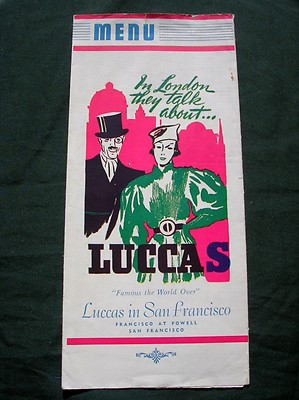 MENU
In London
they talk
about...
LUCCAS
"Famous the World Over"
Luccas in San Francisco
FRANCISCO AT POWELL
SAN FRANCISCO